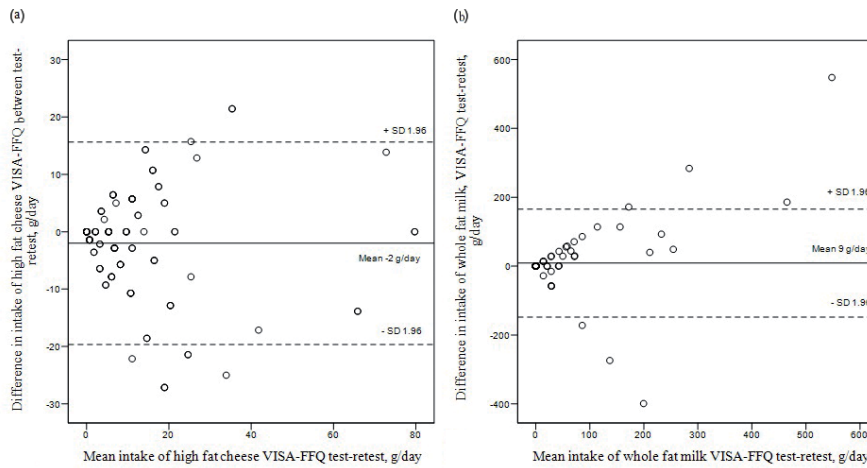 (a)
Difference in intake of high fat cheese VISA-FFQ between test-
retest, g/day
30
20
10
0
-10
-20
-30
+ SD 1.96
Mean -2 g/day
- SD 1.96
0
20
40
60
80
Mean intake of high fat cheese VISA-FFQ test-retest, g/day
(b)
Difference in intake of whole fat milk, VISA-FFQ test-retest,
g/day
600
400
200
0
-200
-400
+ SD 1.96
Mean 9 g/day
- SD 1.96
0
100
200
300
400
500
600
Mean intake of whole fat milk VISA-FFQ test-retest, g/day